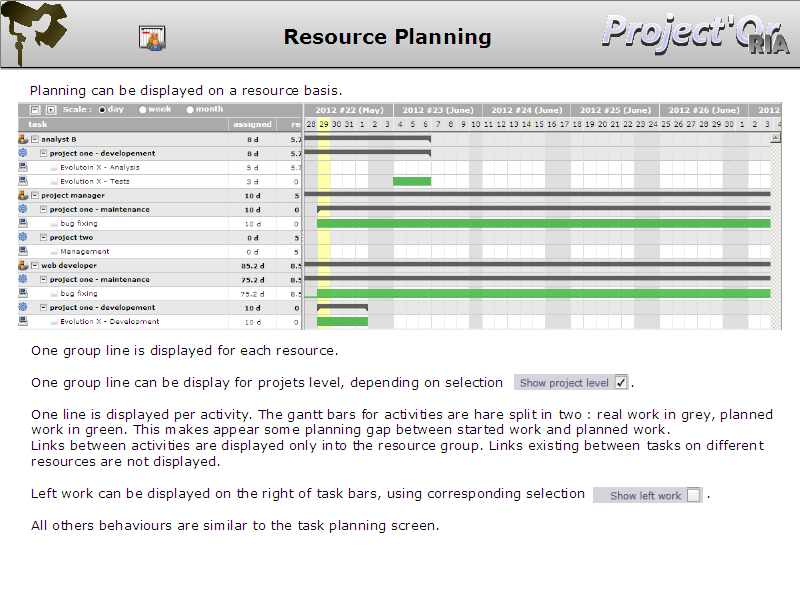 Resource Planning
Project'Or
RIA
Planning can be displayed on a resource basis.
Scale : day week month
2012 #22 (May) 2012 #23 (June) 2012 #24 (June) 2012 #25 (June) 2012 #26 (June) 2012
task assigned re
28 29 30 31 1 2 3 4 5 6 7 8 9 10 11 12 13 14 15 16 17 18 19 20 21 22 23 24 25 26 27 28 29 30 1 2 3 4
analyst B 8 d 5.7
project one - developement 8 d 5.7
Evolutoin X - Analysis 5 d 5.7
Evolution X - Tests 3 d 0
project manager 10 d 5
project one - maintenance 10 d 0
bug fixing 10 d 0
project two 0 d 5
Management 0 d 5
web developer 85.2 d 8.5
project one - maintenance 75.2 d 8.5
bug fixing 75.2 d 8.5
project one - developement 10 d 0
Evolution X - Development 10 d 0
One group line is displayed for each resource.
One group line can be display for projets level, depending on selection Show project level .
One line is displayed per activity. The gantt bars for activities are hare split in two : real work in grey, planned
work in green. This makes appear some planning gap between started work and planned work.
Links between activities are displayed only into the resource group. Links existing between tasks on different
resources are not displayed.
Left work can be displayed on the right of task bars, using corresponding selection Show left work .
All others behaviours are similar to the task planning screen.